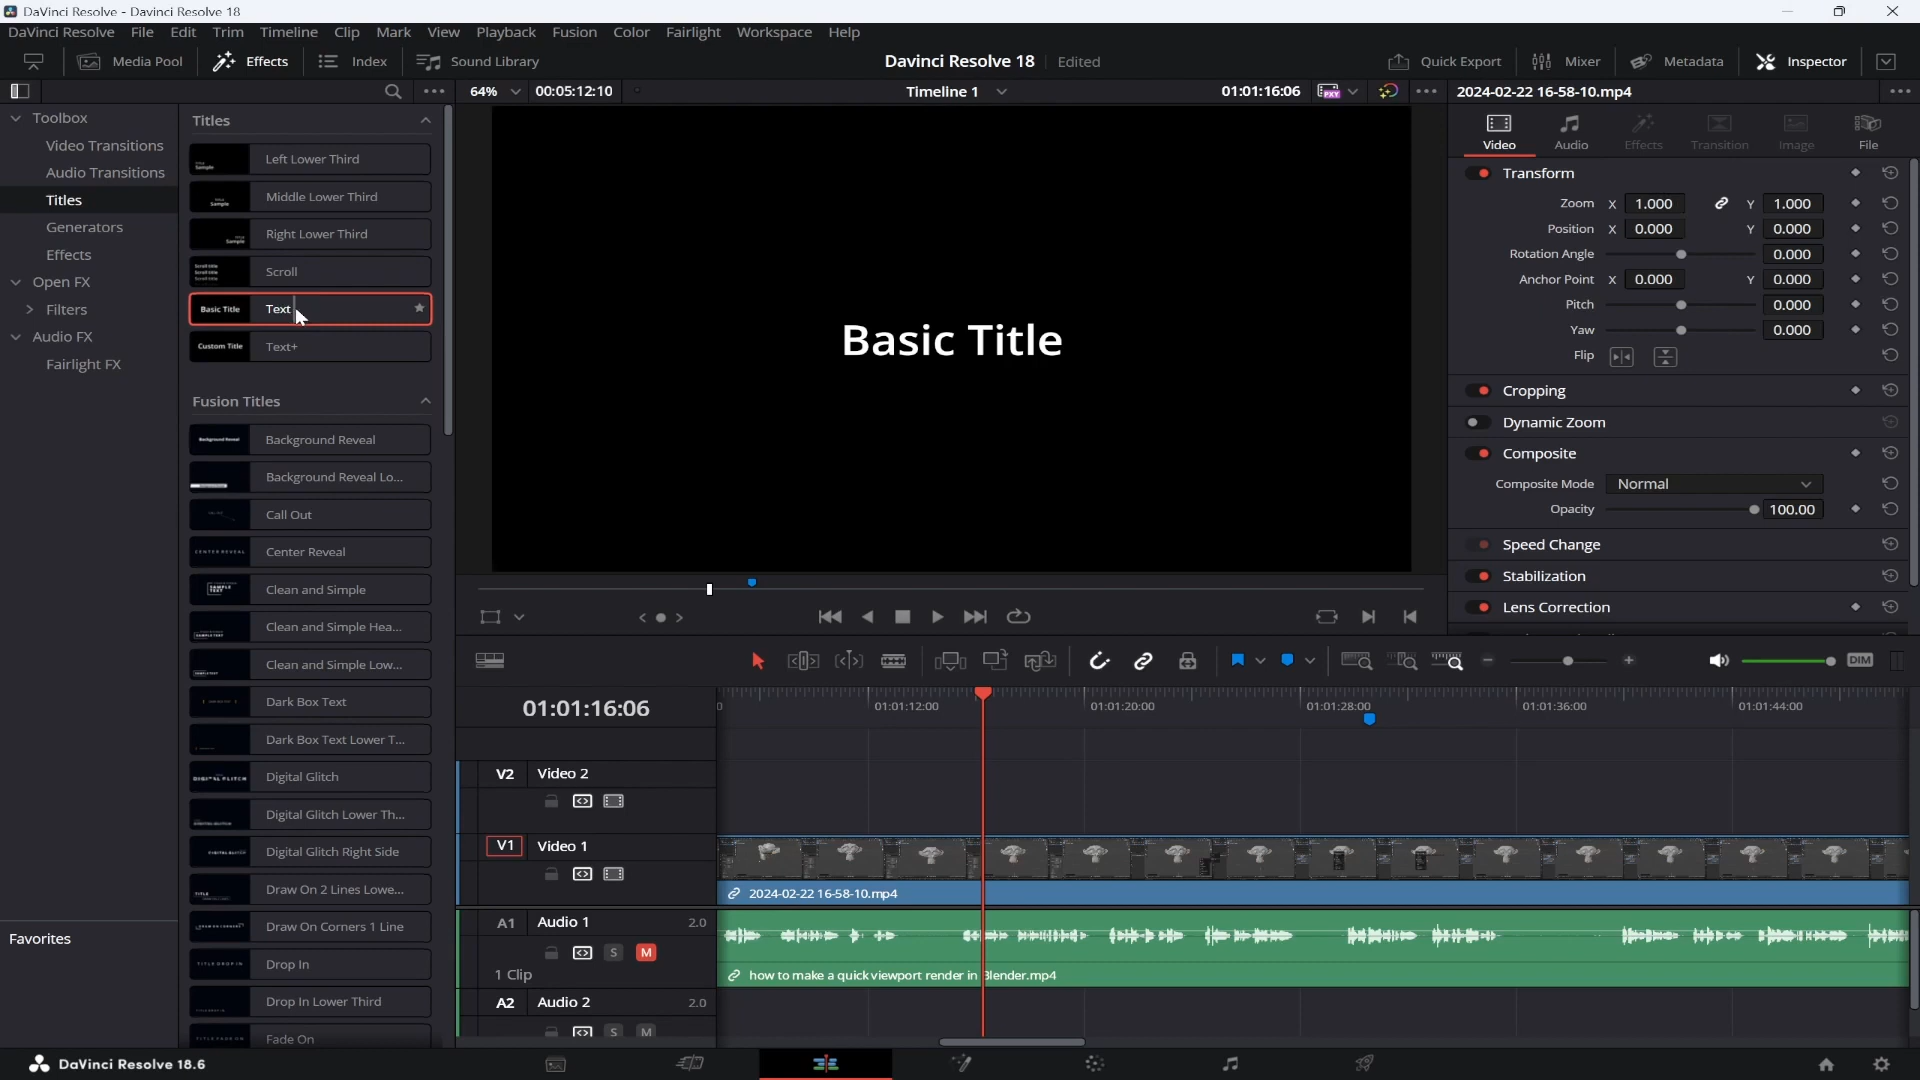 DaVinci Resolve - Davinci Resolve 18
DaVinci Resolve File Edit Trim Timeline Clip Mark View Playback Fusion Color Fairlight Workspace Help
Media Pool Effects Index Sound Library Davinci Resolve 18 Edited Quick Export Mixer Metadata Inspector
64% 00:05:12:10 Timeline 1 01:01:16:06 PXY 2024-02-22 16-58-10.mp4
Toolbox
Video Transitions
Audio Transitions
Titles
Generators
Effects
Open FX
Filters
Audio FX
Fairlight FX
Favorites
Titles
Left Lower Third
Middle Lower Third
Right Lower Third
Scroll
Basic Title Text
Custom Title Text+
Fusion Titles
Background Reveal
Background Reveal Lo...
Call Out
Center Reveal
Clean and Simple
Clean and Simple Hea...
Clean and Simple Low...
Dark Box Text
Dark Box Text Lower T...
Digital Glitch
Digital Glitch Lower Th...
Digital Glitch Right Side
Draw On 2 Lines Lowe...
Draw On Corners 1 Line
Drop In
Drop In Lower Third
Fade On
Basic Title
Video Audio Effects Transition Image File
Transform
Zoom X 1.000 Y 1.000
Position X 0.000 Y 0.000
Rotation Angle 0.000
Anchor Point X 0.000 Y 0.000
Pitch 0.000
Yaw 0.000
Flip
Cropping
Dynamic Zoom
Composite
Composite Mode Normal
Opacity 100.00
Speed Change
Stabilization
Lens Correction
DIM
01:01:16:06
01:01:12:00 01:01:20:00 01:01:28:00 01:01:36:00 01:01:44:00
V2 Video 2
V1 Video 1
2024-02-22 16-58-10.mp4
A1 Audio 1 2.0
S M
1 Clip
how to make a quick viewport render in Blender.mp4
A2 Audio 2 2.0
S M
DaVinci Resolve 18.6